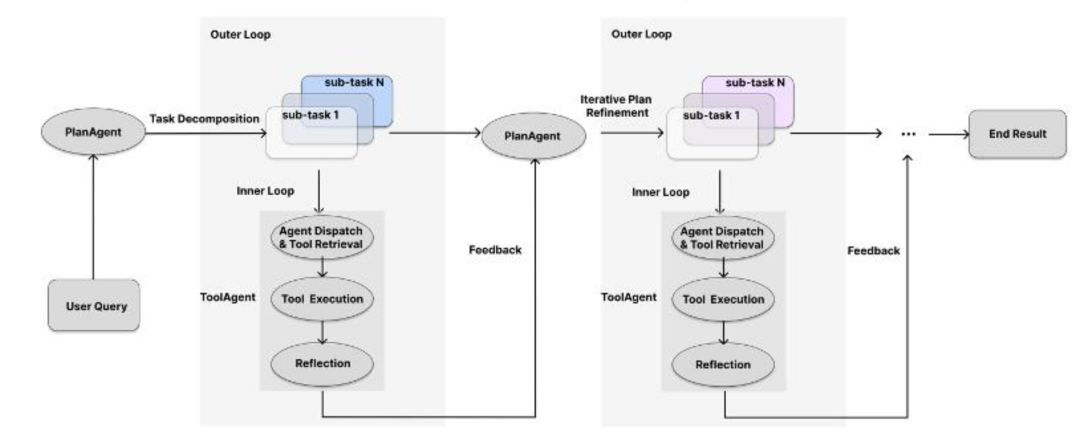 Outer Loop
sub-task N
sub-task 1
PlanAgent
Task Decomposition
Inner Loop
Agent Dispatch
& Tool Retrieval
ToolAgent
Tool Execution
Reflection
User Query
PlanAgent
Feedback
Outer Loop
Iterative Plan
Refinement
sub-task N
sub-task 1
Inner Loop
Agent Dispatch
& Tool Retrieval
ToolAgent
Tool Execution
Reflection
Feedback
...
End Result